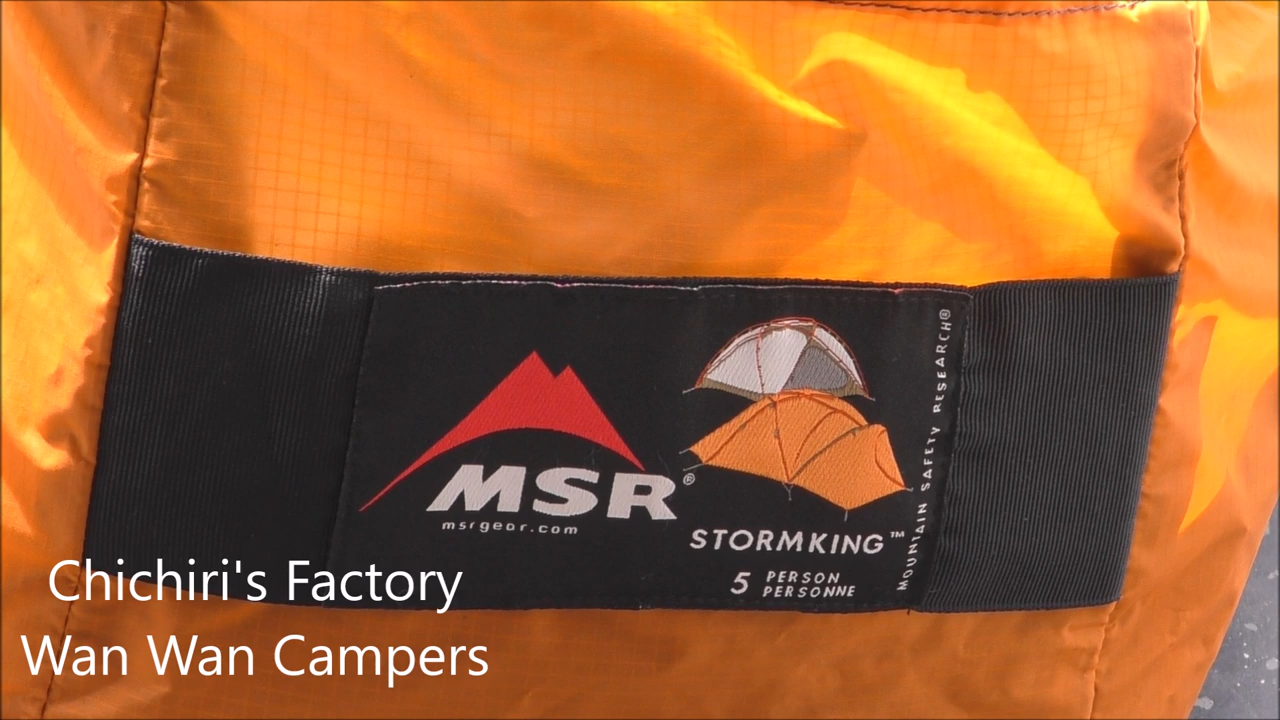 MSR®
msrgear.com
STORMKING™
5 PERSON
PERSONNE
MOUNTAIN SAFETY RESEARCH®
Chichiri's Factory
Wan Wan Campers